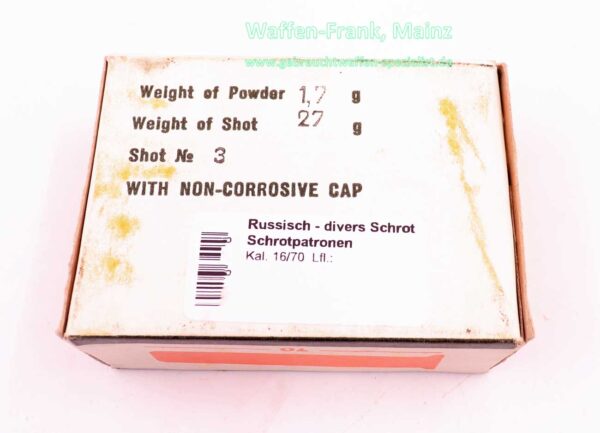 Waffen-Frank, Mainz
www.gebrauchtwaffen-spezialist.de
Weight of Powder 1,7 g
Weight of Shot 27 g
Shot № 3
WITH NON-CORROSIVE CAP
Russisch - divers Schrot
Schrotpatronen
Kal. 16/70 Lfl.:
70